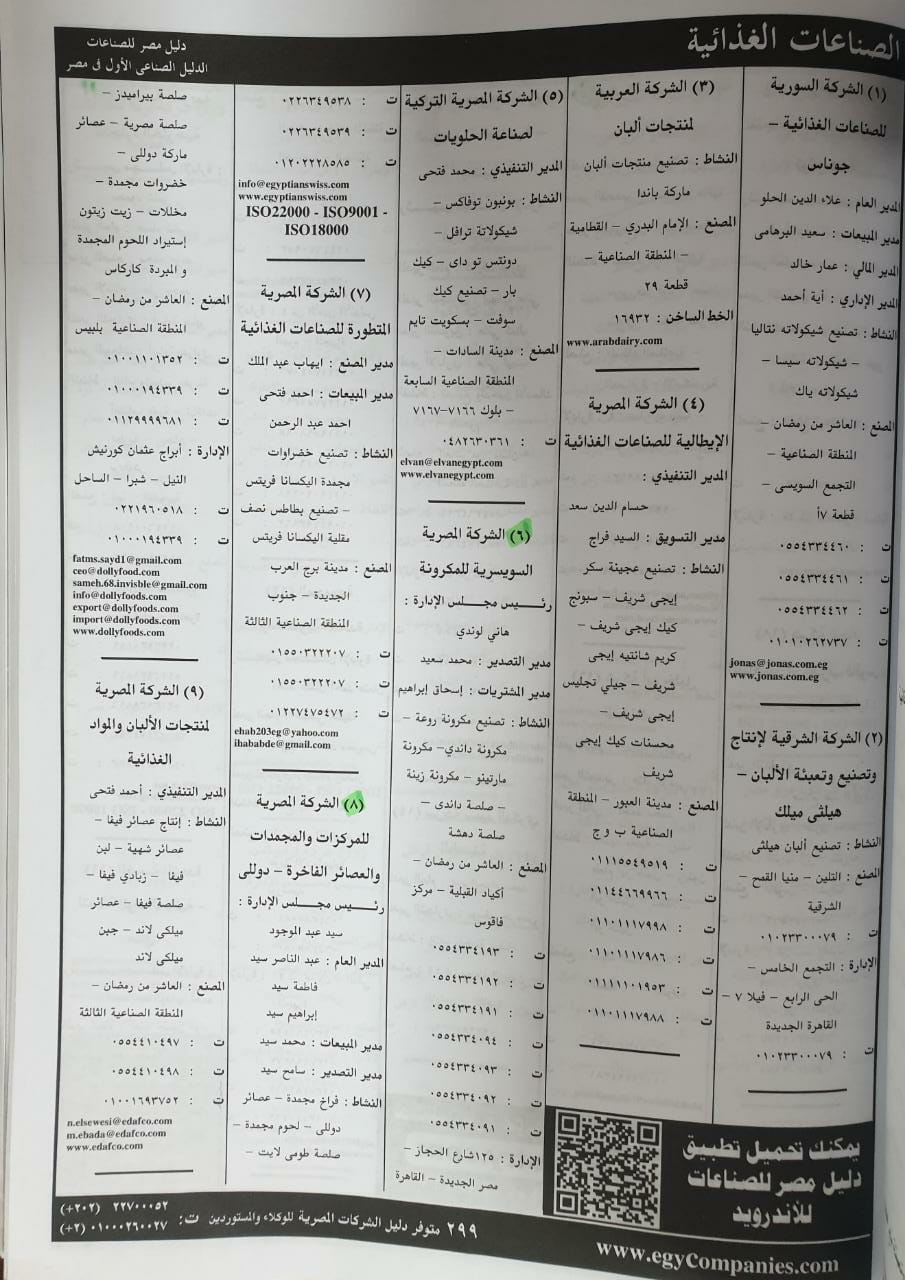 الصناعات الغذائية
دليل مصر للصناعات
الدليل الصناعى الأول فى مصر
(١) الشركة السورية
للصناعات الغذائية –
جوناس
المدير العام : علاء الدين الحلو
مدير المبيعات : سعيد البرهامى
المدير المالي : عمار خالد
المدير الإداري : أية أحمد
النشاط : تصنيع شيكولاته نتاليا
– شيكولاته سيسا –
شيكولاته ياك
المصنع : العاشر من رمضان –
المنطقة الصناعية –
التجمع السويسى –
قطعة ٧أ
ت : ٠٥٥٤٣٣٤٤٦٠
ت : ٠٥٥٤٣٣٤٤٦١
ت : ٠٥٥٤٣٣٤٤٦٢
ت : ٠١٠١٠٢٦٢٧٣٧
jonas@jonas.com.eg
www.jonas.com.eg
(٢) الشركة الشرقية لإنتاج
وتصنيع وتعبئة الألبان –
هيلثى ميلك
النشاط : تصنيع ألبان هيلثى
المصنع : التلين – منيا القمح –
الشرقية
ت : ٠١٠٢٣٣٠٠٠٧٩
الإدارة : التجمع الخامس –
الحى الرابع – فيلا ٧ –
القاهرة الجديدة
ت : ٠١٠٢٣٣٠٠٠٧٩
(٣) الشركة العربية
لمنتجات ألبان
النشاط : تصنيع منتجات ألبان
ماركة باندا
المصنع : الإمام البدري – القطامية
– المنطقة الصناعية –
قطعة ٢٩
الخط الساخن : ١٦٩٣٢
www.arabdairy.com
(٤) الشركة المصرية
الإيطالية للصناعات الغذائية
المدير التنفيذي :
حسام الدين سعد
مدير التسويق : السيد فراج
النشاط : تصنيع عجينة سكر
إيجى شريف – سبونج
كيك إيجى شريف –
كريم شانتيه إيجى
شريف – جيلي تجليس
إيجى شريف –
محسنات كيك إيجى
شريف
المصنع : مدينة العبور – المنطقة
الصناعية ب و ج
ت : ٠١١١٥٥٤٩٥١٩
ت : ٠١١٤٤٦٦٩٩٦٦
ت : ٠١١٠١١١٧٩٩٨
ت : ٠١١٠١١١٧٩٨٦
ت : ٠١١١١١٠١٩٥٣
ت : ٠١١٠١١١٧٩٨٨
(٥) الشركة المصرية التركية
لصناعة الحلويات
المدير التنفيذي : محمد فتحى
النشاط : بونبون توفاكس –
شيكولاتة ترافل –
دونتس تو داى – كيك
بار – تصنيع كيك
سوفت – بسكويت تايم
المصنع : مدينة السادات –
المنطقة الصناعية السابعة
– بلوك ٧١٦٦–٧١٦٧
ت : ٠٤٨٢٦٣٠٣٦١
elvan@elvanegypt.com
www.elvanegypt.com
(٦) الشركة المصرية
السويسرية للمكرونة
رئيس مجلس الإدارة :
هاني لوندي
مدير التصدير : محمد سعيد
مدير المشتريات : إسحاق إبراهيم
النشاط : تصنيع مكرونة روعة –
مكرونة داندي– مكرونة
مارتينو – مكرونة زينة
– صلصة داندى –
صلصة دهشة
المصنع : العاشر من رمضان –
أكياد القبلية – مركز
فاقوس
ت : ٠٥٥٤٣٣٤١٩٣
ت : ٠٥٥٤٣٣٤١٩٢
ت : ٠٥٥٤٣٣٤١٩١
ت : ٠٥٥٤٣٣٤٠٩٤
ت : ٠٥٥٤٣٣٤٠٩٣
ت : ٠٥٥٤٣٣٤٠٩٢
ت : ٠٥٥٤٣٣٤٠٩١
الإدارة : ١٢٥شارع الحجاز –
مصر الجديدة – القاهرة
ت : ٠٢٢٦٣٤٩٥٣٨
ت : ٠٢٢٦٣٤٩٥٣٩
ت : ٠١٢٠٢٢٢٨٥٨٥
info@egyptianswiss.com
www.egyptianswiss.com
ISO22000 - ISO9001 -
ISO18000
(٧) الشركة المصرية
المتطورة للصناعات الغذائية
مدير المصنع : ايهاب عبد الملك
مدير المبيعات : احمد فتحى
احمد عبد الرحمن
النشاط : تصنيع خضراوات
مجمدة اليكسانا فريتس
– تصنيع بطاطس نصف
مقلية اليكسانا فريتس
المصنع : مدينة برج العرب
الجديدة – جنوب
المنطقة الصناعية الثالثة
ت : ٠١٥٥٠٣٢٢٢٠٧
ت : ٠١٥٥٠٣٢٢٢٠٧
ت : ٠١٢٢٧٤٧٥٤٧٢
ehab203eg@yahoo.com
ihababde@gmail.com
(٨) الشركة المصرية
للمركزات والمجمدات
والعصائر الفاخرة – دوللى
رئيس مجلس الإدارة :
سيد عبد الموجود
المدير العام : عبد الناصر سيد
فاطمة سيد
إبراهيم سيد
مدير المبيعات : محمد سيد
مدير التصدير : سامح سيد
النشاط : فراخ مجمدة – عصائر
دوللى – لحوم مجمدة –
صلصة طومى لايت –
صلصة بيراميدز –
صلصة مصرية – عصائر
ماركة دوللى –
خضروات مجمدة –
مخللات – زيت زيتون
إستيراد اللحوم المجمدة
و المبردة كاركاس
المصنع : العاشر من رمضان –
المنطقة الصناعية بلبيس
ت : ٠١٠٠١١٠١٣٥٢
ت : ٠١٠٠٠١٩٤٣٣٩
ت : ٠١١٢٩٩٩٩٦٨١
الإدارة : أبراج عثمان كورنيش
النيل – شبرا – الساحل
ت : ٠٢٢١٩٦٠٥١٨
ت : ٠١٠٠٠١٩٤٣٣٩
fatms.sayd1@gmail.com
ceo@dollyfood.com
sameh.68.invisble@gmail.com
info@dollyfoods.com
export@dollyfoods.com
import@dollyfoods.com
www.dollyfoods.com
(٩) الشركة المصرية
لمنتجات الألبان والمواد
الغذائية
المدير التنفيذي : أحمد فتحى
النشاط : إنتاج عصائر فيفا –
عصائر شهية – لبن
فيفا – زبادي فيفا –
صلصة فيفا – عصائر
ميلكى لاند – جبن
ميلكى لاند
المصنع : العاشر من رمضان –
المنطقة الصناعية الثالثة
ت : ٠٥٥٤٤١٠٤٩٧
ت : ٠٥٥٤٤١٠٤٩٨
ت : ٠١٠٠١٦٩٣٧٥٢
n.elsewesi@edafco.com
m.ebada@edafco.com
www.edafco.com
يمكنك تحميل تطبيق
دليل مصر للصناعات
للأندرويد
www.egyCompanies.com
٢٩٩ متوفر دليل الشركات المصرية للوكلاء والمستوردين ت:
٢٢٧٠٠٠٥٢ (٢٠٢+)
٠١٠٠٠٢٦٠٠٢٧ (٢+)